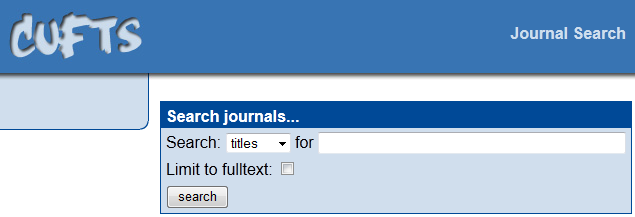 CUFTS
Journal Search
Search journals...
Search: titles for
Limit to fulltext:
search